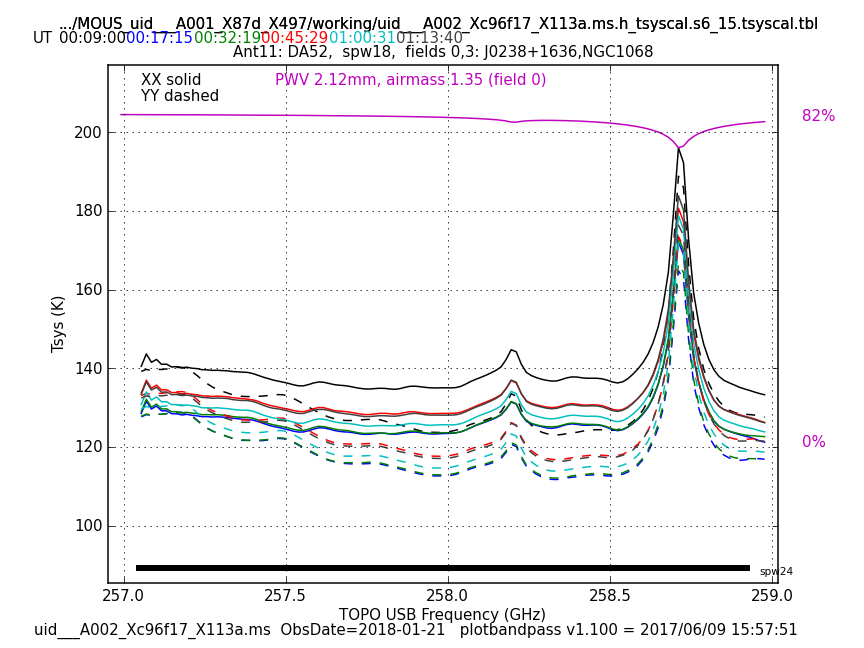 .../MOUS_uid___A001_X87d_X497/working/uid___A002_Xc96f17_X113a.ms.h_tsyscal.s6_15.tsyscal.tbl
UT 00:09:00 00:17:15 00:32:19 00:45:29 01:00:31 01:13:40
Ant11: DA52, spw18, fields 0,3: J0238+1636,NGC1068
XX solid
PWV 2.12mm, airmass 1.35 (field 0)
YY dashed
82%
0%
200
180
160
140
120
100
Tsys (K)
spw24
257.0 257.5 258.0 258.5 259.0
TOPO USB Frequency (GHz)
uid___A002_Xc96f17_X113a.ms ObsDate=2018-01-21 plotbandpass v1.100 = 2017/06/09 15:57:51